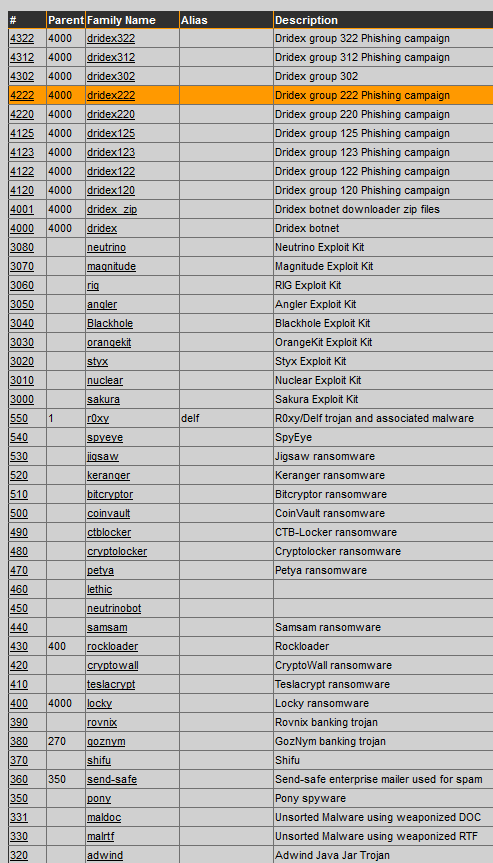 # Parent Family Name Alias Description
4322 4000 dridex322 Dridex group 322 Phishing campaign
4312 4000 dridex312 Dridex group 312 Phishing campaign
4302 4000 dridex302 Dridex group 302
4222 4000 dridex222 Dridex group 222 Phishing campaign
4220 4000 dridex220 Dridex group 220 Phishing campaign
4125 4000 dridex125 Dridex group 125 Phishing campaign
4123 4000 dridex123 Dridex group 123 Phishing campaign
4122 4000 dridex122 Dridex group 122 Phishing campaign
4120 4000 dridex120 Dridex group 120 Phishing campaign
4001 4000 dridex_zip Dridex botnet downloader zip files
4000 4000 dridex Dridex botnet
3080 neutrino Neutrino Exploit Kit
3070 magnitude Magnitude Exploit Kit
3060 rig RIG Exploit Kit
3050 angler Angler Exploit Kit
3040 Blackhole Blackhole Exploit Kit
3030 orangekit OrangeKit Exploit Kit
3020 styx Styx Exploit Kit
3010 nuclear Nuclear Exploit Kit
3000 sakura Sakura Exploit Kit
550 1 r0xy delf R0xy/Delf trojan and associated malware
540 spyeye SpyEye
530 jigsaw Jigsaw ransomware
520 keranger Keranger ransomware
510 bitcryptor Bitcryptor ransomware
500 coinvault CoinVault ransomware
490 ctblocker CTB-Locker ransomware
480 cryptolocker Cryptolocker ransomware
470 petya Petya ransomware
460 lethic
450 neutrinobot
440 samsam Samsam ransomware
430 400 rockloader Rockloader
420 cryptowall CryptoWall ransomware
410 teslacrypt Teslacrypt ransomware
400 4000 locky Locky ransomware
390 rovnix Rovnix banking trojan
380 270 goznym GozNym banking trojan
370 shifu Shifu
360 350 send-safe Send-safe enterprise mailer used for spam
350 pony Pony spyware
331 maldoc Unsorted Malware using weaponized DOC
330 malrtf Unsorted Malware using weaponized RTF
320 adwind Adwind Java Jar Trojan